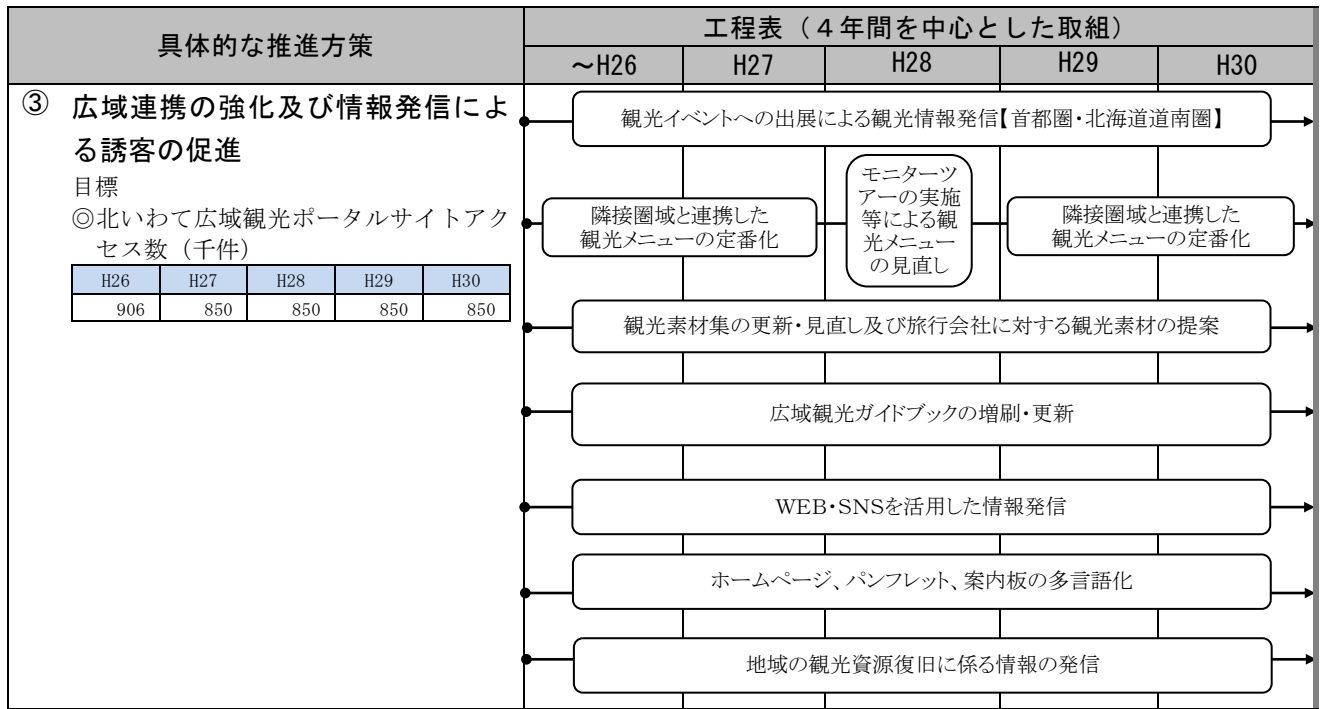 具体的な推進方策
工程表（４年間を中心とした取組）
～H26 H27 H28 H29 H30
③ 広域連携の強化及び情報発信によ
る誘客の促進
目標
◎北いわて広域観光ポータルサイトアク
セス数（千件）
H26 H27 H28 H29 H30
906 850 850 850 850
観光イベントへの出展による観光情報発信【首都圏・北海道道南圏】
隣接圏域と連携した
観光メニューの定番化
モニターツ
アーの実施
等による観
光メニュー
の見直し
隣接圏域と連携した
観光メニューの定番化
観光素材集の更新・見直し及び旅行会社に対する観光素材の提案
広域観光ガイドブックの増刷・更新
WEB・SNSを活用した情報発信
ホームページ、パンフレット、案内板の多言語化
地域の観光資源復旧に係る情報の発信